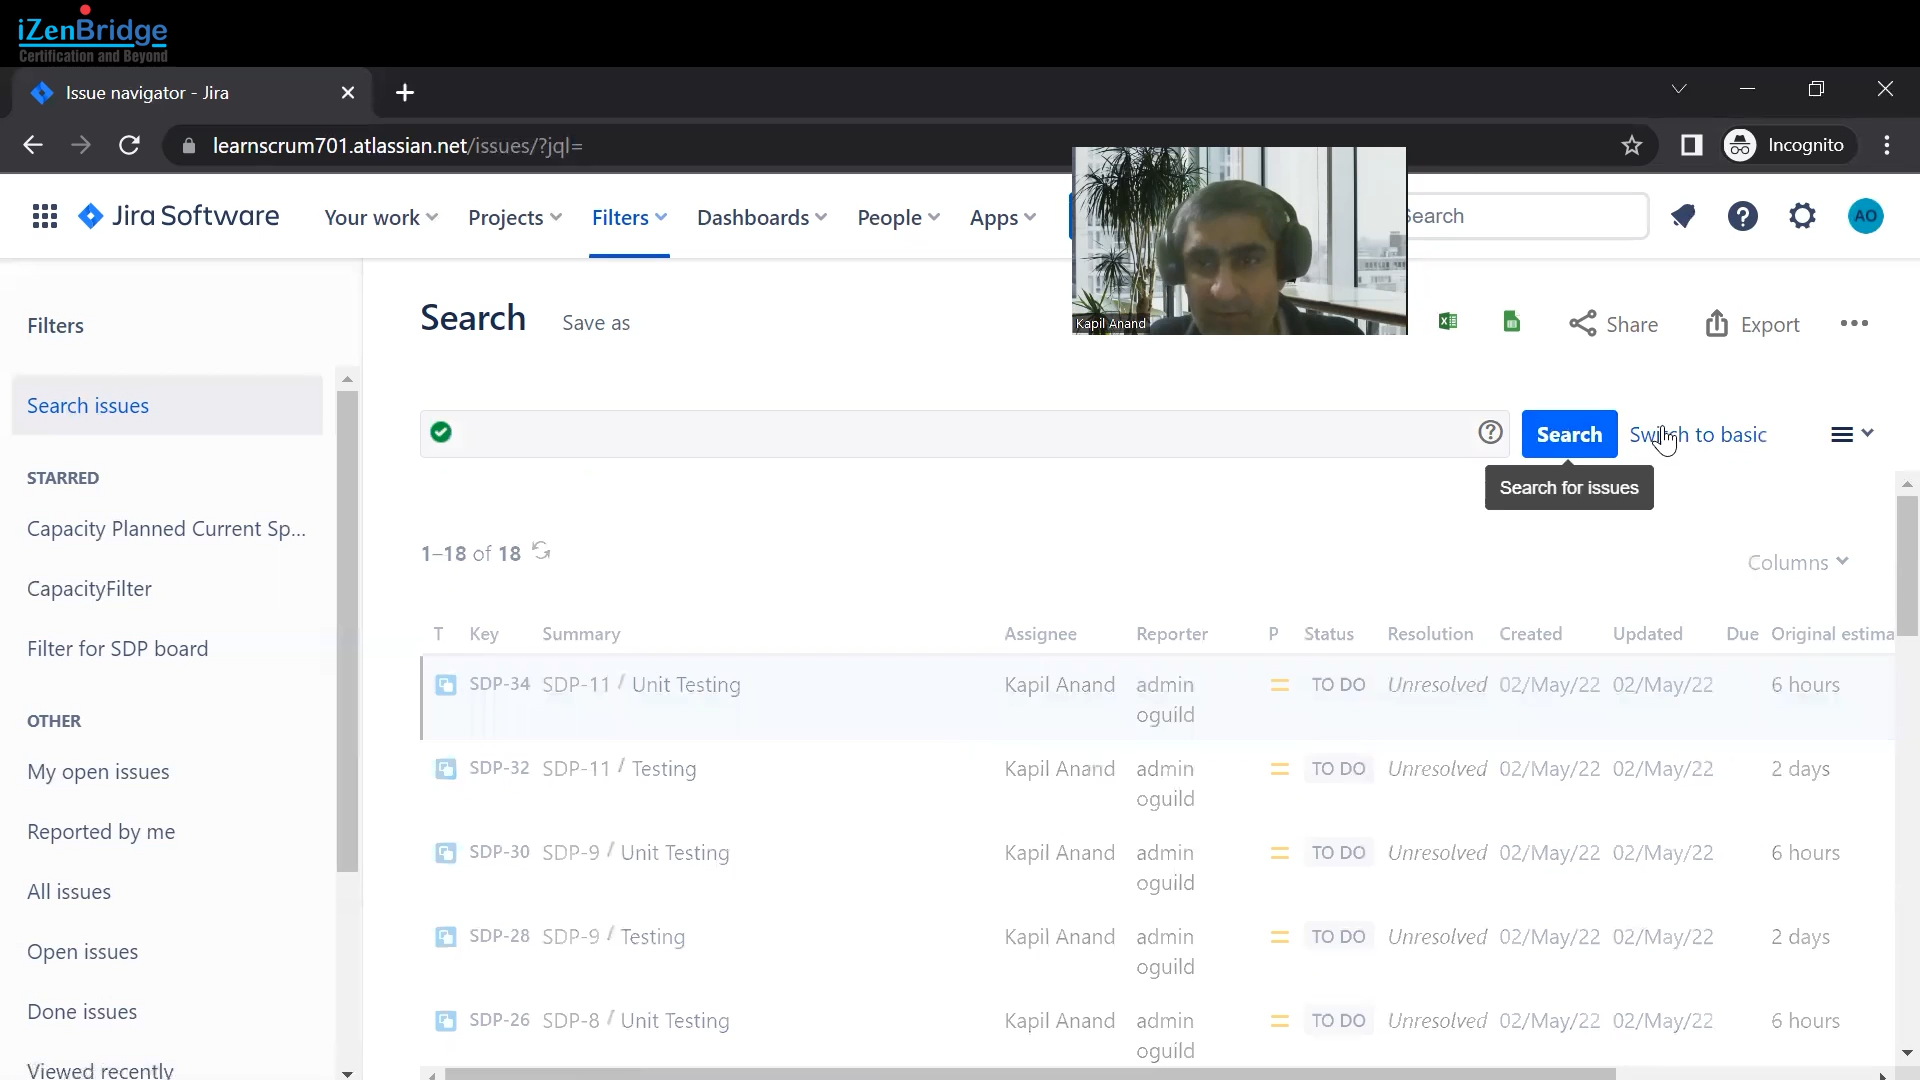 iZenBridge
Certification and Beyond
Issue navigator - Jira
learnscrum701.atlassian.net/issues/?jql=
Incognito
Jira Software
Your work
Projects
Filters
Dashboards
People
Apps
Search
AO
Kapil Anand
Filters
Search issues
STARRED
Capacity Planned Current Sp...
CapacityFilter
Filter for SDP board
OTHER
My open issues
Reported by me
All issues
Open issues
Done issues
Viewed recently
Search
Save as
Share
Export
Search
Switch to basic
Search for issues
1–18 of 18
Columns
T Key Summary Assignee Reporter P Status Resolution Created Updated Due Original estima
SDP-34 SDP-11 / Unit Testing Kapil Anand admin oguild TO DO Unresolved 02/May/22 02/May/22 6 hours
SDP-32 SDP-11 / Testing Kapil Anand admin oguild TO DO Unresolved 02/May/22 02/May/22 2 days
SDP-30 SDP-9 / Unit Testing Kapil Anand admin oguild TO DO Unresolved 02/May/22 02/May/22 6 hours
SDP-28 SDP-9 / Testing Kapil Anand admin oguild TO DO Unresolved 02/May/22 02/May/22 2 days
SDP-26 SDP-8 / Unit Testing Kapil Anand admin oguild TO DO Unresolved 02/May/22 02/May/22 6 hours